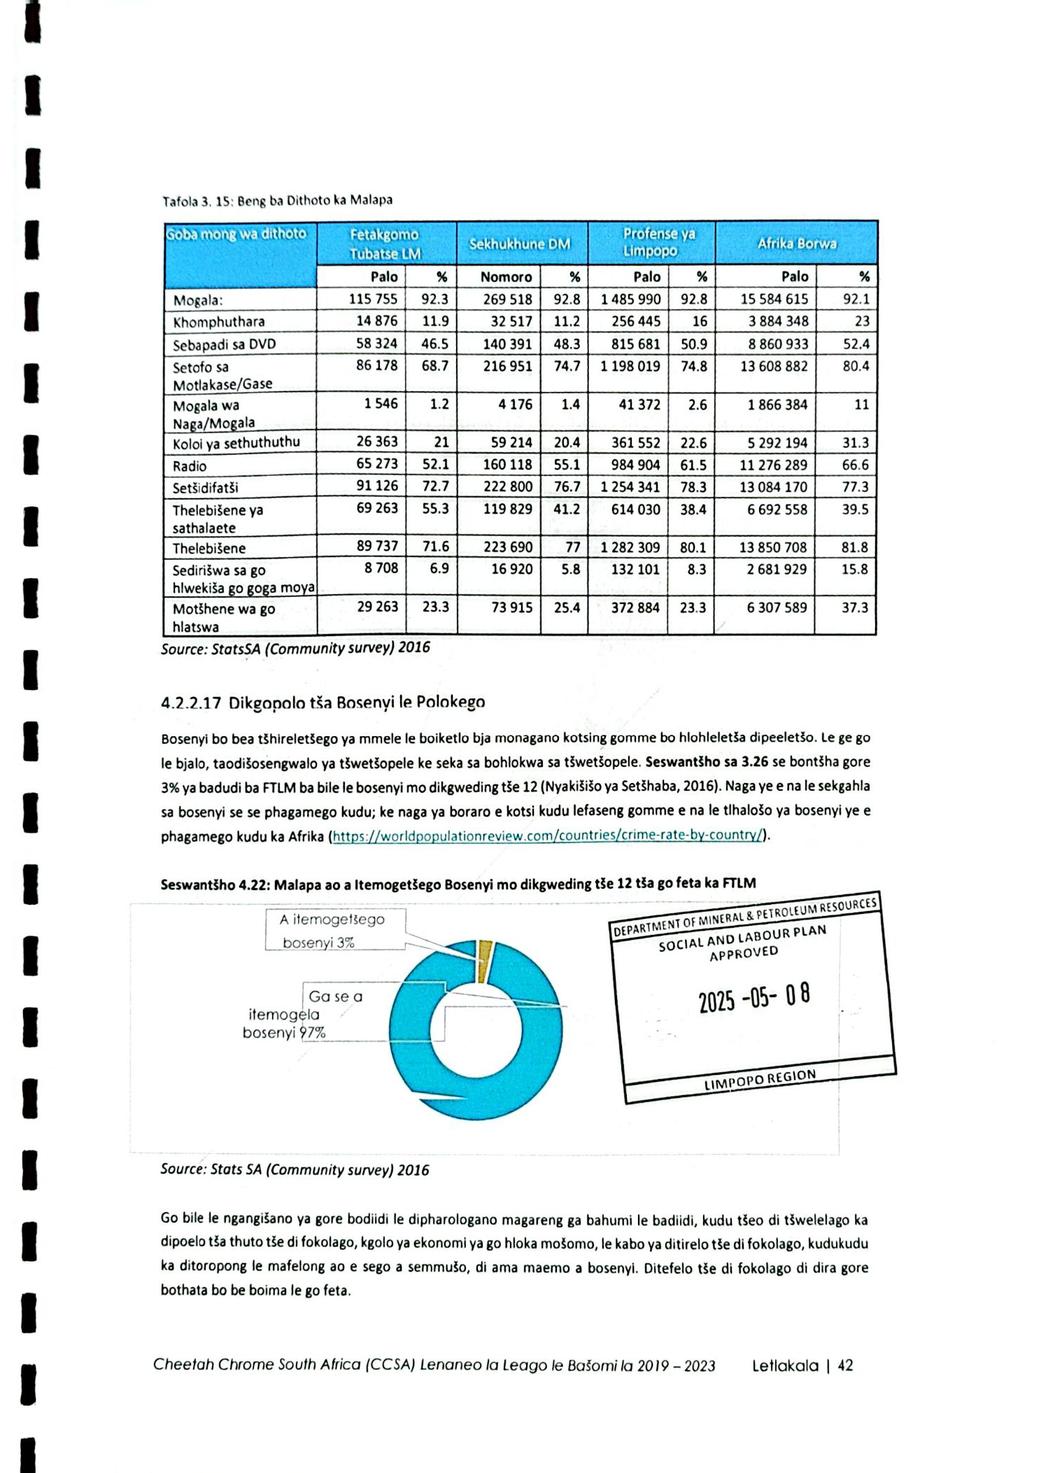 Tafola 3. 15: Beng ba Dithoto ka Malapa
Goba mong wa dithoto Fetakgomo Tubatse LM Sekhukhune DM Profense ya Limpopo Afrika Borwa
Palo % Nomoro % Palo % Palo %
Mogala: 115 755 92.3 269 518 92.8 1 485 990 92.8 15 584 615 92.1
Khomphuthara 14 876 11.9 32 517 11.2 256 445 16 3 884 348 23
Sebapadi sa DVD 58 324 46.5 140 391 48.3 815 681 50.9 8 860 933 52.4
Setofo sa Motlakase/Gase 86 178 68.7 216 951 74.7 1 198 019 74.8 13 608 882 80.4
Mogala wa Naga/Mogala 1 546 1.2 4 176 1.4 41 372 2.6 1 866 384 11
Koloi ya sethuthuthu 26 363 21 59 214 20.4 361 552 22.6 5 292 194 31.3
Radio 65 273 52.1 160 118 55.1 984 904 61.5 11 276 289 66.6
Setšidifatši 91 126 72.7 222 800 76.7 1 254 341 78.3 13 084 170 77.3
Thelebišene ya sathalaete 69 263 55.3 119 829 41.2 614 030 38.4 6 692 558 39.5
Thelebišene 89 737 71.6 223 690 77 1 282 309 80.1 13 850 708 81.8
Sedirišwa sa go hlwekiša go goga moya 8 708 6.9 16 920 5.8 132 101 8.3 2 681 929 15.8
Motšhene wa go hlatswa 29 263 23.3 73 915 25.4 372 884 23.3 6 307 589 37.3
Source: StatsSA (Community survey) 2016
4.2.2.17 Dikgopolo tša Bosenyi le Polokego
Bosenyi bo bea tšhireletšego ya mmele le boiketlo bja monagano kotsing gomme bo hlohleletša dipeeletšo. Le ge go
le bjalo, taodišosengwalo ya tšwetšopele ke seka sa bohlokwa sa tšwetšopele. Seswantšho sa 3.26 se bontšha gore
3% ya badudi ba FTLM ba bile le bosenyi mo dikgweding tše 12 (Nyakišišo ya Setšhaba, 2016). Naga ye e na le sekgahla
sa bosenyi se se phagamego kudu; ke naga ya boraro e kotsi kudu lefaseng gomme e na le tlhalošo ya bosenyi ye e
phagamego kudu ka Afrika (https://worldpopulationreview.com/countries/crime-rate-by-country/).
Seswantšho 4.22: Malapa ao a Itemogetšego Bosenyi mo dikgweding tše 12 tša go feta ka FTLM
A itemogetšego
bosenyi 3%
Ga se a
itemogela
bosenyi 97%
DEPARTMENT OF MINERAL & PETROLEUM RESOURCES
SOCIAL AND LABOUR PLAN
APPROVED
2025 -05- 08
LIMPOPO REGION
Source: Stats SA (Community survey) 2016
Go bile le ngangišano ya gore bodiidi le dipharologano magareng ga bahumi le badiidi, kudu tšeo di tšwelelago ka
dipoelo tša thuto tše di fokolago, kgolo ya ekonomi ya go hloka mošomo, le kabo ya ditirelo tše di fokolago, kudukudu
ka ditoropong le mafelong ao e sego a semmušo, di ama maemo a bosenyi. Ditefelo tše di fokolago di dira gore
bothata bo be boima le go feta.
Cheetah Chrome South Africa (CCSA) Lenaneo la Leago le Bašomi la 2019 – 2023 Letlakala | 42